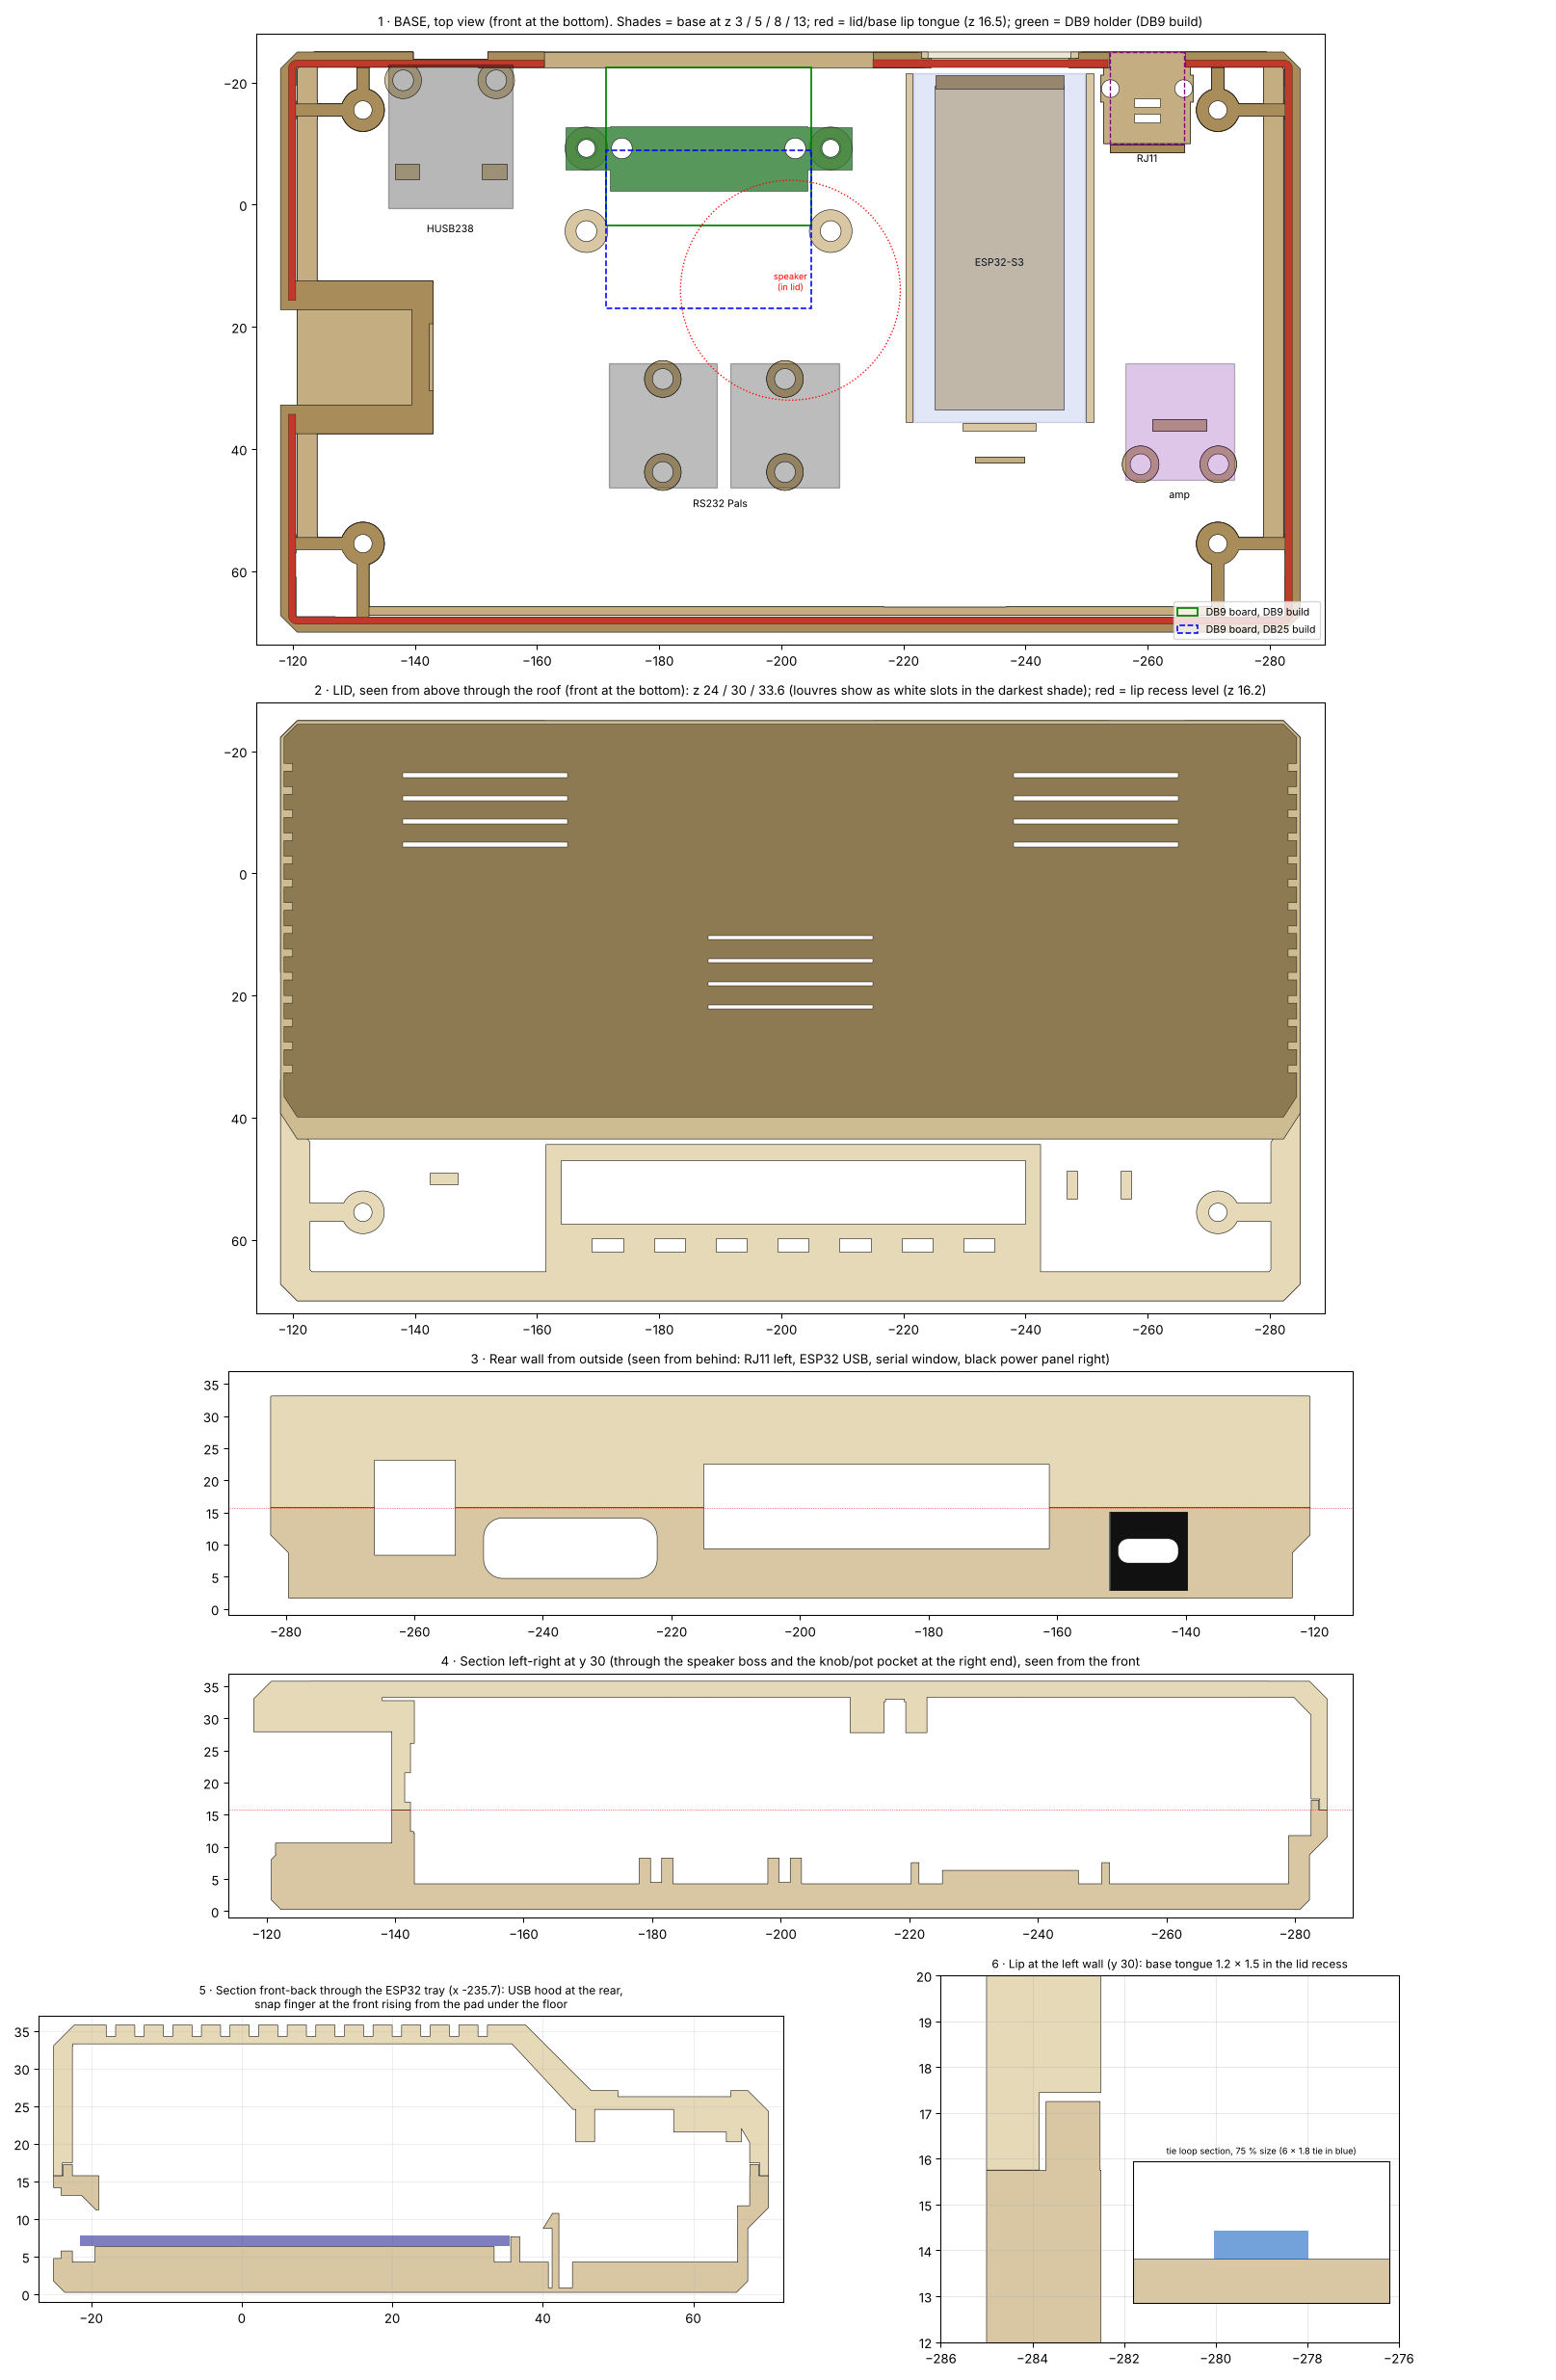 1 · BASE, top view (front at the bottom). Shades = base at z 3 / 5 / 8 / 13; red = lid/base lip tongue (z 16.5); green = DB9 holder (DB9 build)
−20
0
20
40
60
HUSB238
speaker
(in lid)
ESP32-S3
RJ11
RS232 Pals
amp
DB9 board, DB9 build
DB9 board, DB25 build
−120 −140 −160 −180 −200 −220 −240 −260 −280
2 · LID, seen from above through the roof (front at the bottom): z 24 / 30 / 33.6 (louvres show as white slots in the darkest shade); red = lip recess level (z 16.2)
−20
0
20
40
60
−120 −140 −160 −180 −200 −220 −240 −260 −280
3 · Rear wall from outside (seen from behind: RJ11 left, ESP32 USB, serial window, black power panel right)
35
30
25
20
15
10
5
0
−280 −260 −240 −220 −200 −180 −160 −140 −120
4 · Section left-right at y 30 (through the speaker boss and the knob/pot pocket at the right end), seen from the front
35
30
25
20
15
10
5
0
−120 −140 −160 −180 −200 −220 −240 −260 −280
5 · Section front-back through the ESP32 tray (x -235.7): USB hood at the rear,
snap finger at the front rising from the pad under the floor
35
30
25
20
15
10
5
0
−20 0 20 40 60
6 · Lip at the left wall (y 30): base tongue 1.2 × 1.5 in the lid recess
20
19
18
17
16
15
14
13
12
tie loop section, 75 % size (6 × 1.8 tie in blue)
−286 −284 −282 −280 −278 −276